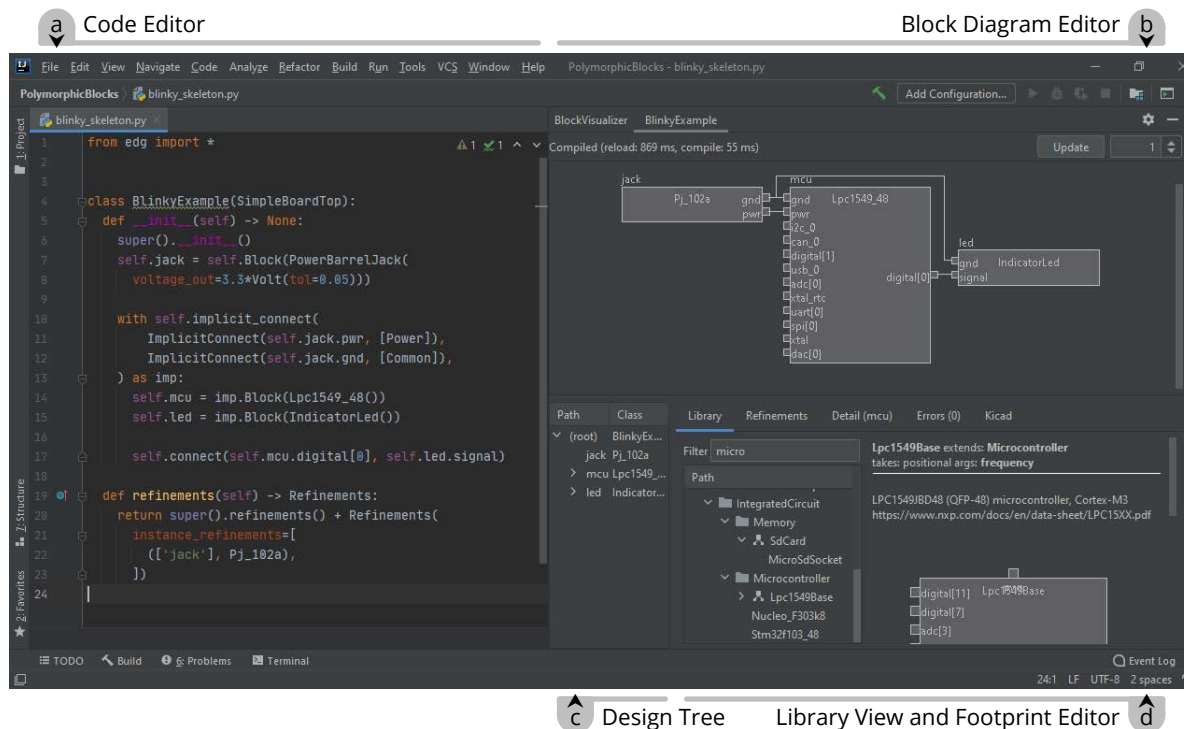 a Code Editor
Block Diagram Editor b
File Edit View Navigate Code Analyze Refactor Build Run Tools VCS Window Help PolymorphicBlocks - blinky_skeleton.py
PolymorphicBlocks blinky_skeleton.py
Add Configuration...
1: Project
blinky_skeleton.py
BlockVisualizer BlinkyExample
1 from edg import *
1 1
Compiled (reload: 869 ms, compile: 55 ms)
Update 1
2
3
4 class BlinkyExample(SimpleBoardTop):
5 def __init__(self) -> None:
6 super().__init__()
7 self.jack = self.Block(PowerBarrelJack(
8 voltage_out=3.3*Volt(tol=0.05)))
9
10 with self.implicit_connect(
11 ImplicitConnect(self.jack.pwr, [Power]),
12 ImplicitConnect(self.jack.gnd, [Common]),
13 ) as imp:
14 self.mcu = imp.Block(Lpc1549_48())
15 self.led = imp.Block(IndicatorLed())
16
17 self.connect(self.mcu.digital[0], self.led.signal)
18
19 def refinements(self) -> Refinements:
20 return super().refinements() + Refinements(
21 instance_refinements=[
22 (['jack'], Pj_102a),
23 ])
24
7: Structure
2: Favorites
jack
Pj_102a
gnd
pwr
mcu
gnd Lpc1549_48
pwr
i2c_0
can_0
digital[1]
usb_0
adc[0]
xtal_rtc
uart[0]
spi[0]
xtal
dac[0]
digital[0]
led
gnd IndicatorLed
signal
Path Class
(root) BlinkyEx...
jack Pj_102a
mcu Lpc1549_...
led Indicator...
Library Refinements Detail (mcu) Errors (0) Kicad
Filter micro
Path
IntegratedCircuit
Memory
SdCard
MicroSdSocket
Microcontroller
Lpc1549Base
Nucleo_F303k8
Stm32f103_48
Lpc1549Base extends: Microcontroller
takes: positional args: frequency
LPC1549JBD48 (QFP-48) microcontroller, Cortex-M3
https://www.nxp.com/docs/en/data-sheet/LPC15XX.pdf
Lpc1549Base
digital[11]
digital[7]
adc[3]
TODO Build 6: Problems Terminal
Event Log
24:1 LF UTF-8 2 spaces
c Design Tree
Library View and Footprint Editor d